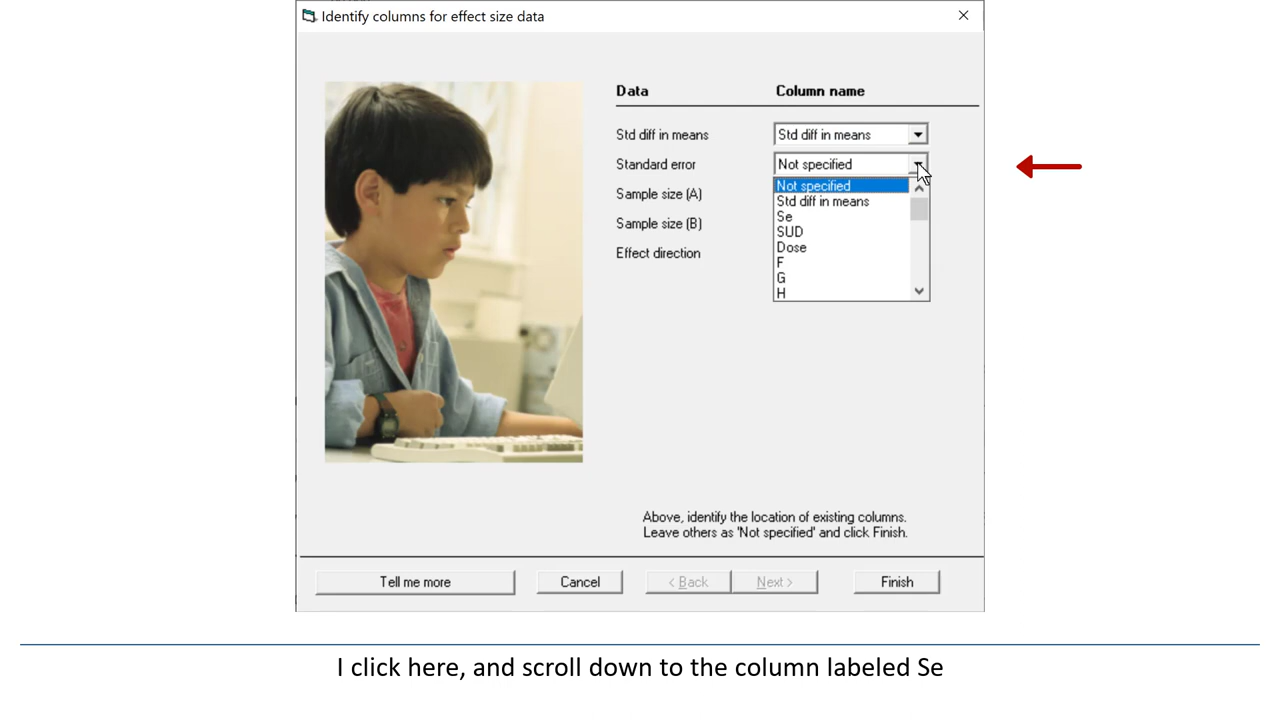 Identify columns for effect size data
Data Column name
Std diff in means Std diff in means
Standard error Not specified
Not specified
Sample size (A)
Std diff in means
Se
Sample size (B)
SUD
Effect direction
Dose
F
G
H
Above, identify the location of existing columns.
Leave others as 'Not specified' and click Finish.
Tell me more Cancel < Back Next > Finish
I click here, and scroll down to the column labeled Se